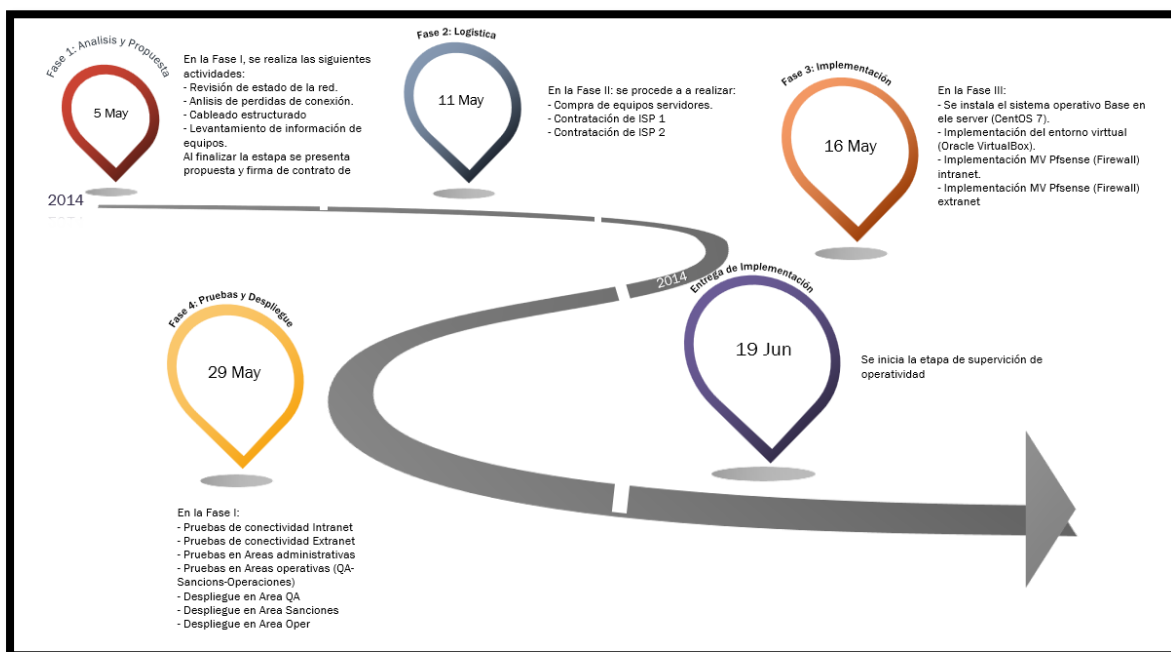 Fase 1: Analisis y Propuesta
5 May
En la Fase I, se realiza las siguientes
actividades:
- Revisión de estado de la red.
- Anlisis de perdidas de conexión.
- Cableado estructurado
- Levantamiento de información de
equipos.
Al finalizar la estapa se presenta
propuesta y firma de contrato de
Fase 2: Logística
11 May
En la Fase II: se procede a a realizar:
- Compra de equipos servidores.
- Contratación de ISP 1
- Contratación de ISP 2
Fase 3: Implementación
16 May
En la Fase III:
- Se instala el sistema operativo Base en
ele server (CentOS 7).
- Implementación del entorno virttual
(Oracle VirtualBox).
- Implementación MV Pfsense (Firewall)
intranet.
- Implementación MV Pfsense (Firewall)
extranet
2014
2014
Fase 4: Pruebas y Despliegue
29 May
En la Fase I:
- Pruebas de conectividad Intranet
- Pruebas de conectividad Extranet
- Pruebas en Areas administrativas
- Pruebas en Areas operativas (QA-
Sancions-Operaciones)
- Despliegue en Area QA
- Despliegue en Area Sanciones
- Despliegue en Area Oper
Entrega de Implementación
19 Jun
Se inicia la etapa de supervición de
operatividad